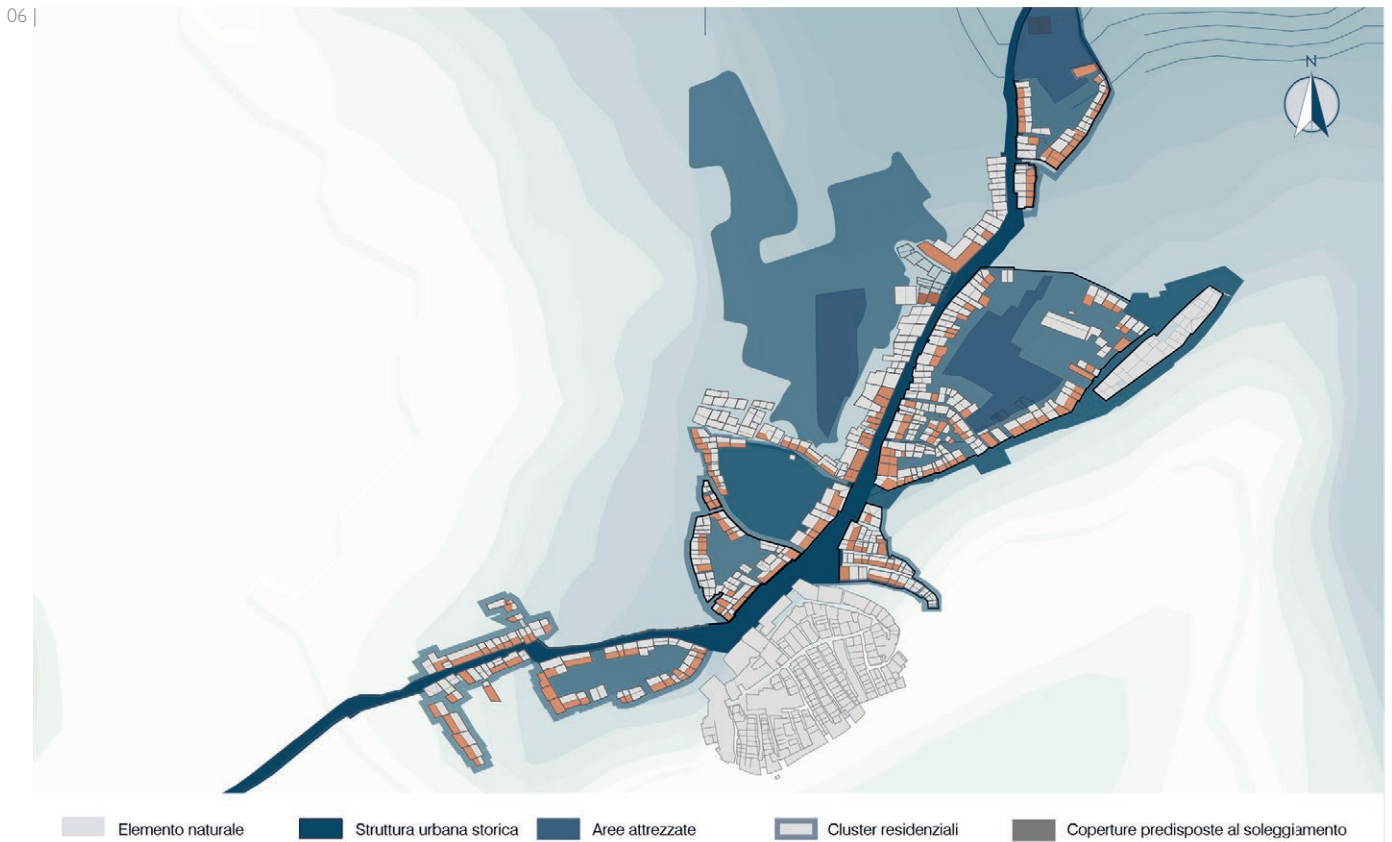 06 |
N
Elemento naturale
Struttura urbana storica
Aree attrezzate
Cluster residenziali
Coperture predisposte al soleggiamento